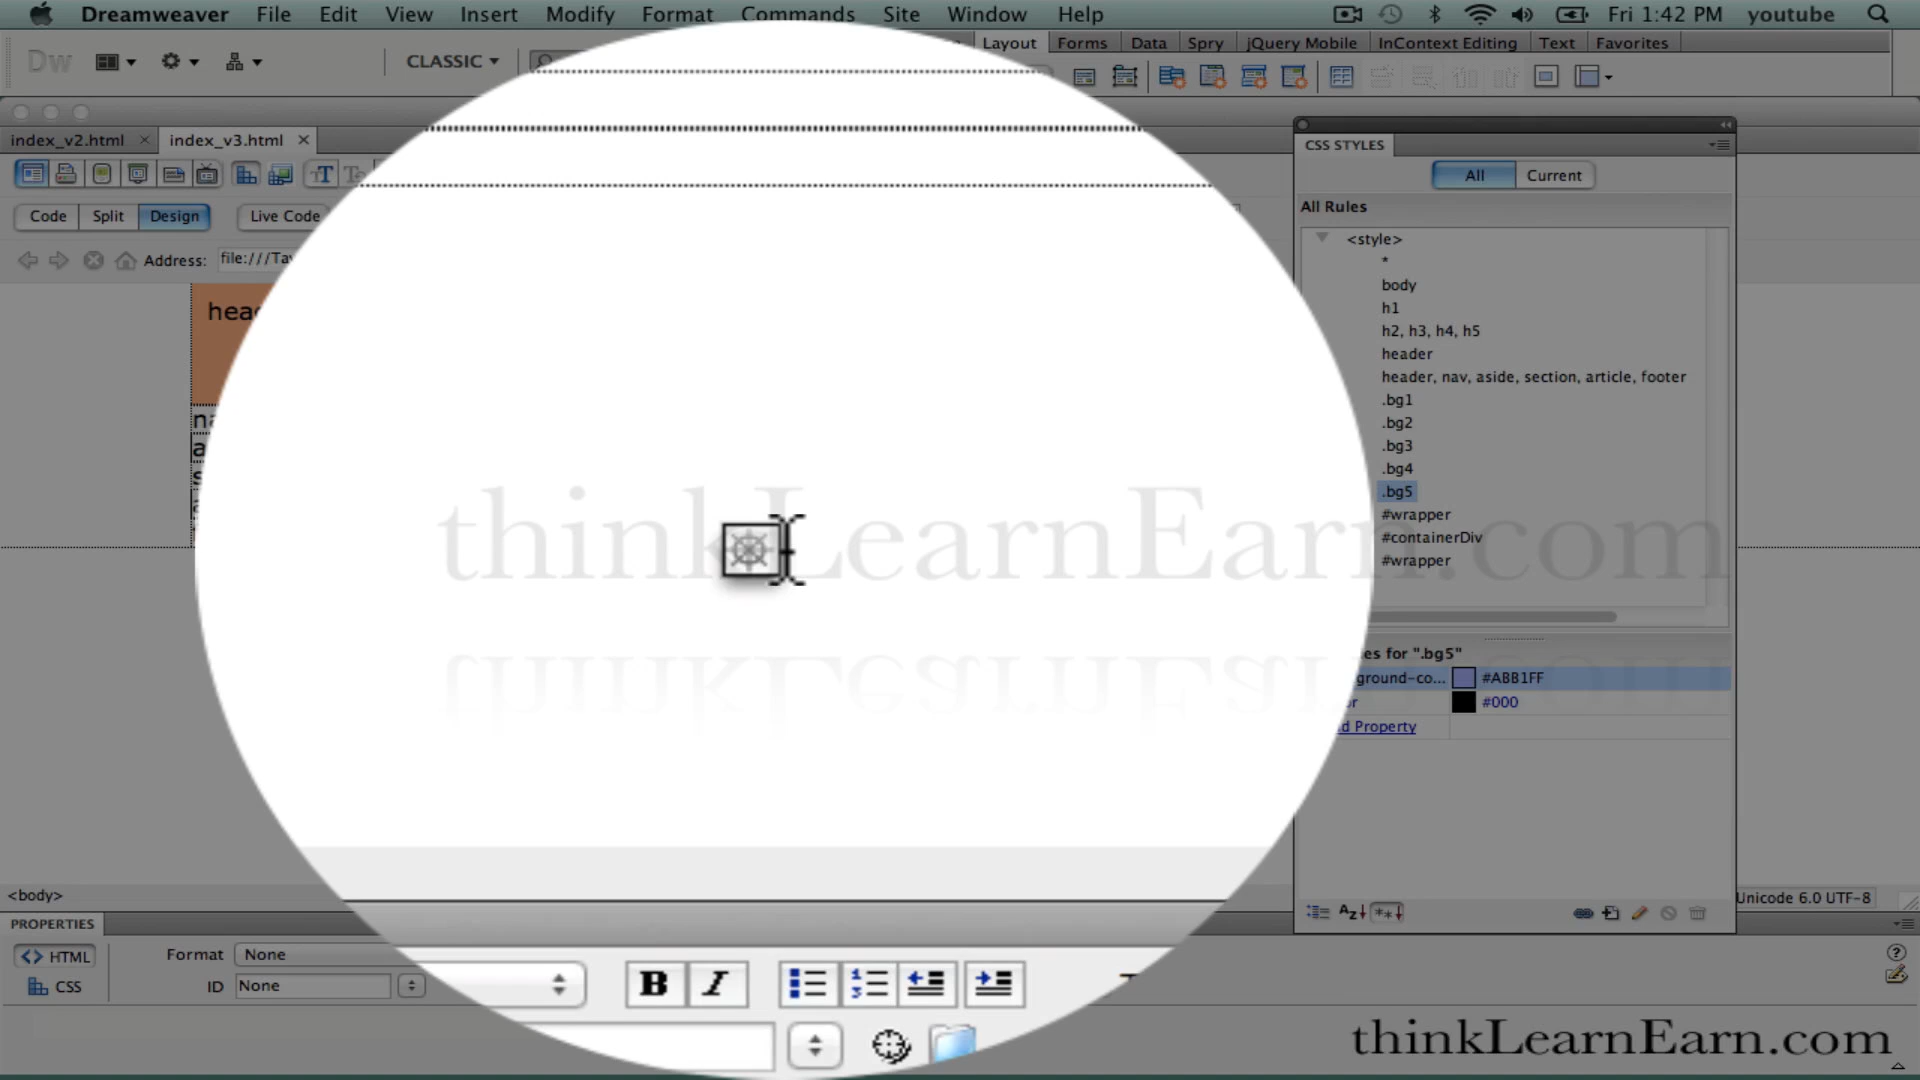 Dreamweaver File Edit View Insert Modify Format Commands Site Window Help Fri 1:42 PM youtube
Dw CLASSIC Layout Forms Data Spry jQuery Mobile InContext Editing Text Favorites
index_v2.html index_v3.html
CSS STYLES
Code Split Design Live Code
All Current
All Rules
Address: file:///Ta
<style>
*
body
h1
h2, h3, h4, h5
header
header, nav, aside, section, article, footer
.bg1
.bg2
.bg3
.bg4
.bg5
#wrapper
#containerDiv
#wrapper
thinkLearnEarn.com
es for ".bg5"
ground-co... #ABB1FF
#000
d Property
<body>
Unicode 6.0 UTF-8
PROPERTIES
<> HTML Format None
CSS ID None
B I
thinkLearnEarn.com